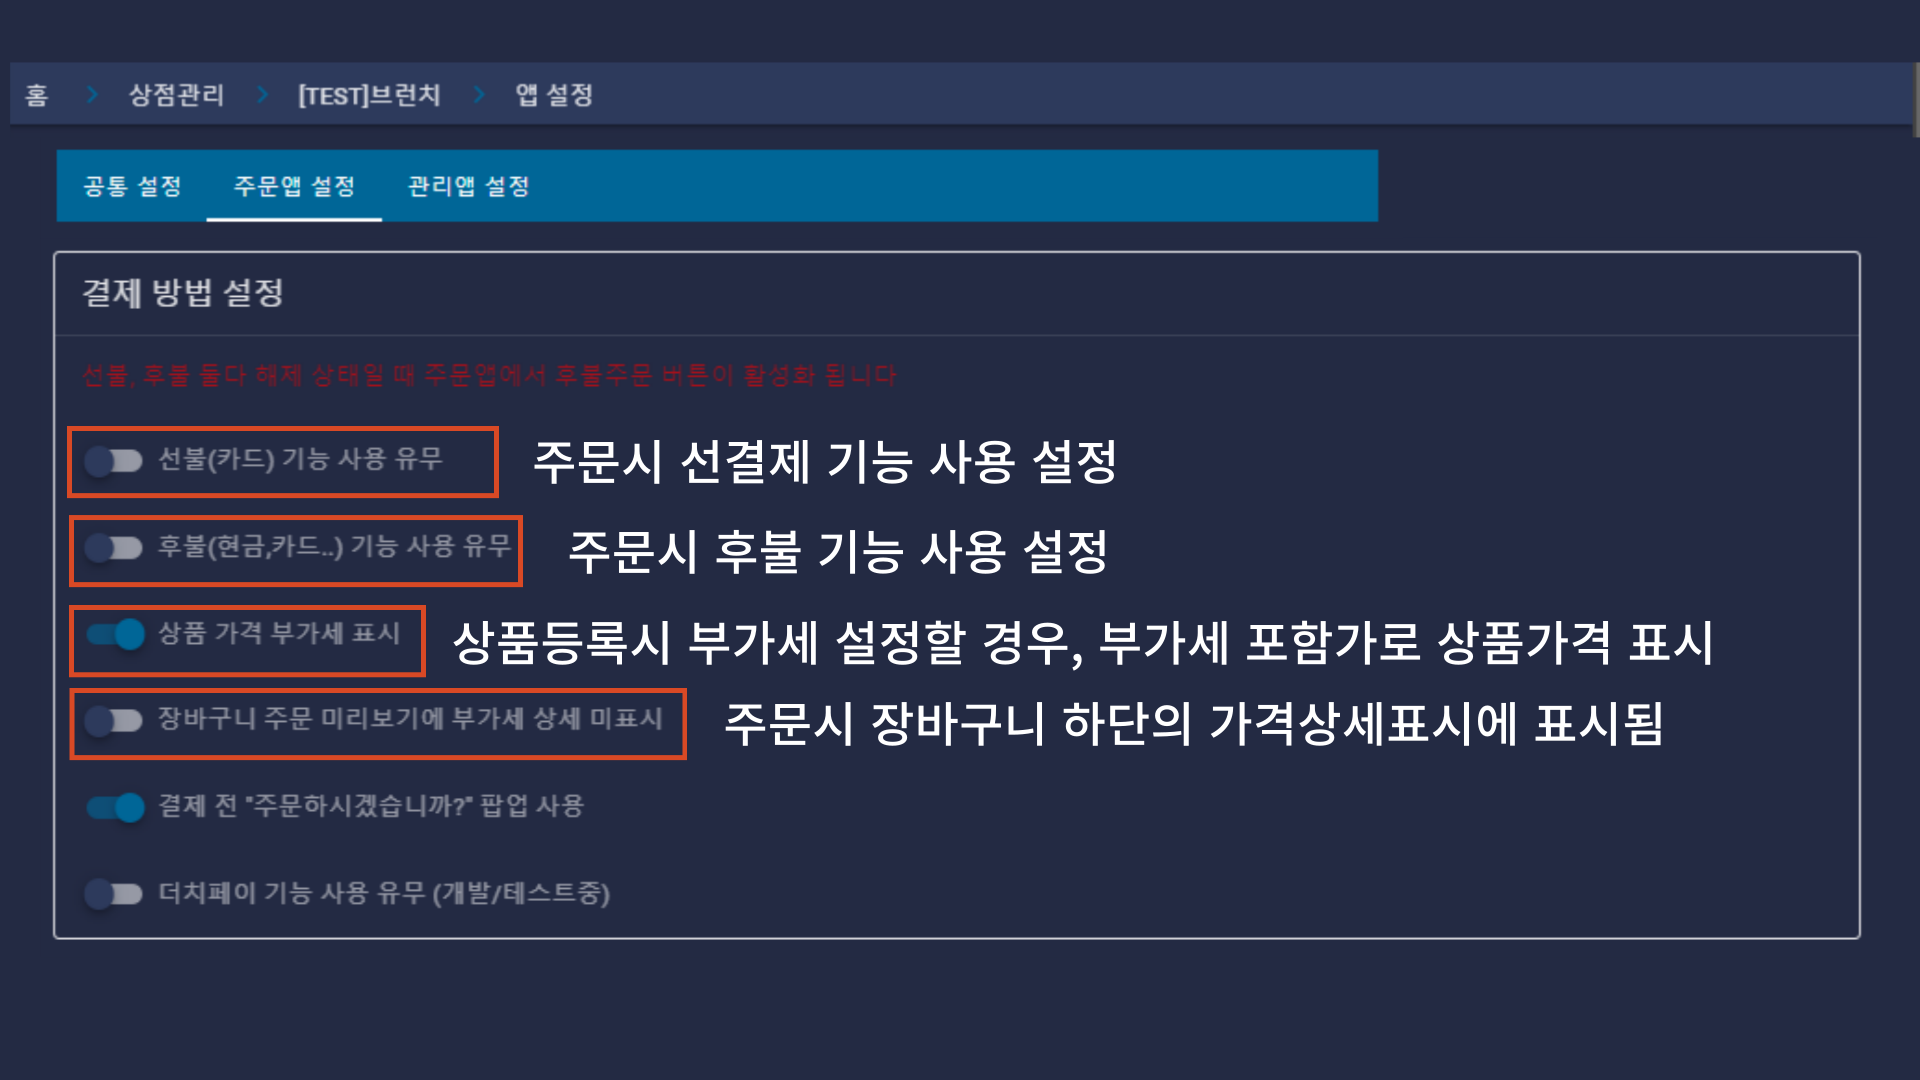 홈 > 상점관리 > [TEST]브런치 > 앱 설정
공통 설정 주문앱 설정 관리앱 설정
결제 방법 설정
선불, 후불 둘다 해제 상태일 때 주문앱에서 후불주문 버튼이 활성화 됩니다
선불(카드) 기능 사용 유무 주문시 선결제 기능 사용 설정
후불(현금,카드..) 기능 사용 유무 주문시 후불 기능 사용 설정
상품 가격 부가세 표시 상품등록시 부가세 설정할 경우, 부가세 포함가로 상품가격 표시
장바구니 주문 미리보기에 부가세 상세 미표시 주문시 장바구니 하단의 가격상세표시에 표시됨
결제 전 "주문하시겠습니까?" 팝업 사용
더치페이 기능 사용 유무 (개발/테스트중)